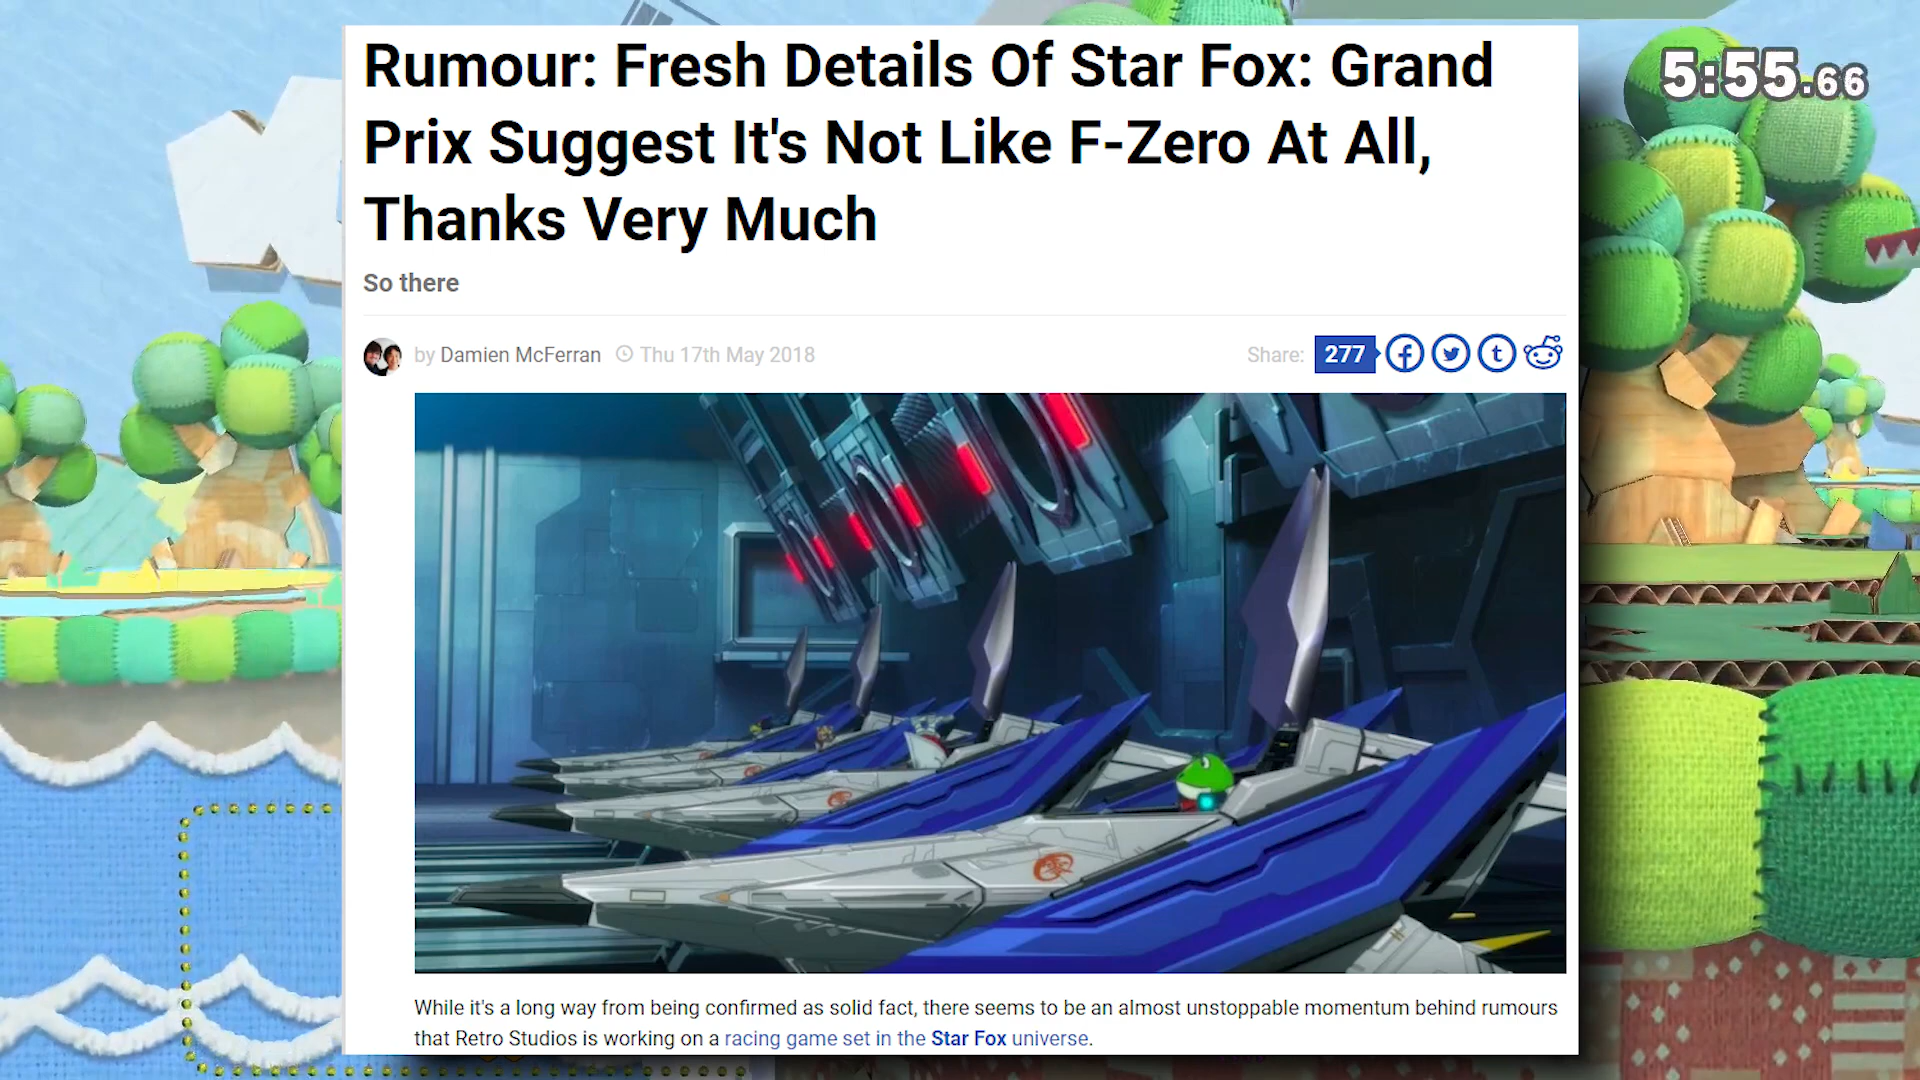 Rumour: Fresh Details Of Star Fox: Grand
Prix Suggest It's Not Like F-Zero At All,
Thanks Very Much
5:55.66
So there
by Damien McFerran Thu 17th May 2018
Share: 277
While it's a long way from being confirmed as solid fact, there seems to be an almost unstoppable momentum behind rumours
that Retro Studios is working on a racing game set in the Star Fox universe.